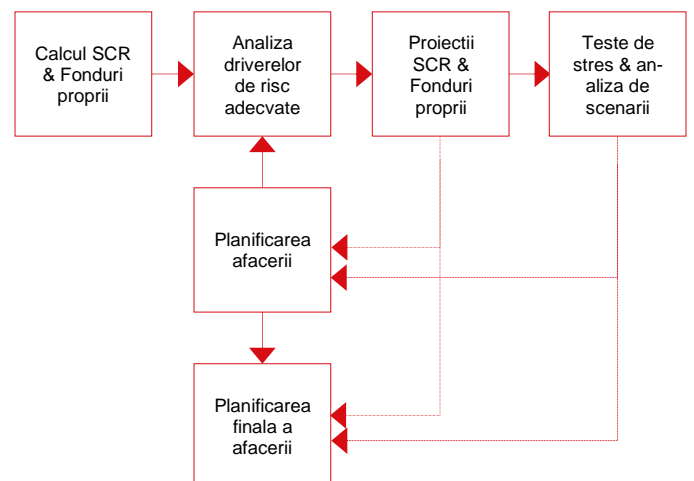 Calcul SCR
& Fonduri
proprii
Analiza
driverelor
de risc
adecvate
Proiectii
SCR &
Fonduri
proprii
Teste de
stres & an-
aliza de
scenarii
Planificarea
afacerii
Planificarea
finala a
afacerii